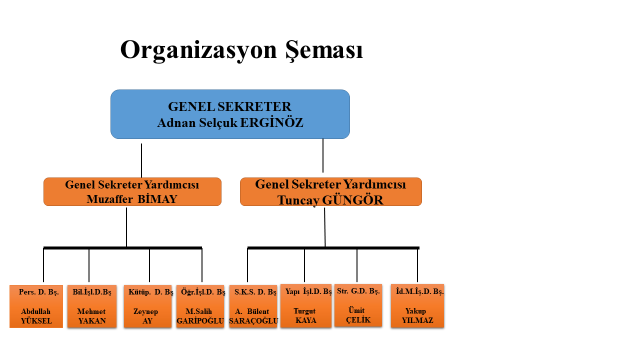 Organizasyon Şeması
GENEL SEKRETER
Adnan Selçuk ERGİNÖZ
Genel Sekreter Yardımcısı
Muzaffer BİMAY
Genel Sekreter Yardımcısı
Tuncay GÜNGÖR
Pers. D. Bş.
Abdullah
YÜKSEL
Bil.İşl.D.Bş
Mehmet
YAKAN
Kütüp. D. Bş
Zeynep
AY
Öğr.İşl.D. Bş
M.Salih
GARİPOĞLU
S.K.S. D. Bş
A. Bülent
SARAÇOĞLU
Yapı İşl.D. Bş
Turgut
KAYA
Str. G.D. Bş.
Ümit
ÇELİK
İd.M.İş.D. Bş.
Yakup
YILMAZ